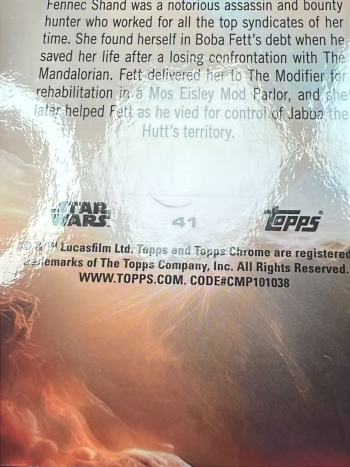 Fennec Shand was a notorious assassin and bounty
hunter who worked for all the top syndicates of her
time. She found herself in Boba Fett's debt when he
saved her life after a losing confrontation with The
Mandalorian. Fett delivered her to The Modifier for
rehabilitation in a Mos Eisley Mod Parlor, and she
later helped Fett as he vied for control of Jabba the
Hutt's territory.
STAR
WARS
41
TOPPS
© & ™ Lucasfilm Ltd. Topps and Topps Chrome are registered
trademarks of The Topps Company, Inc. All Rights Reserved.
WWW.TOPPS.COM. CODE#CMP101038